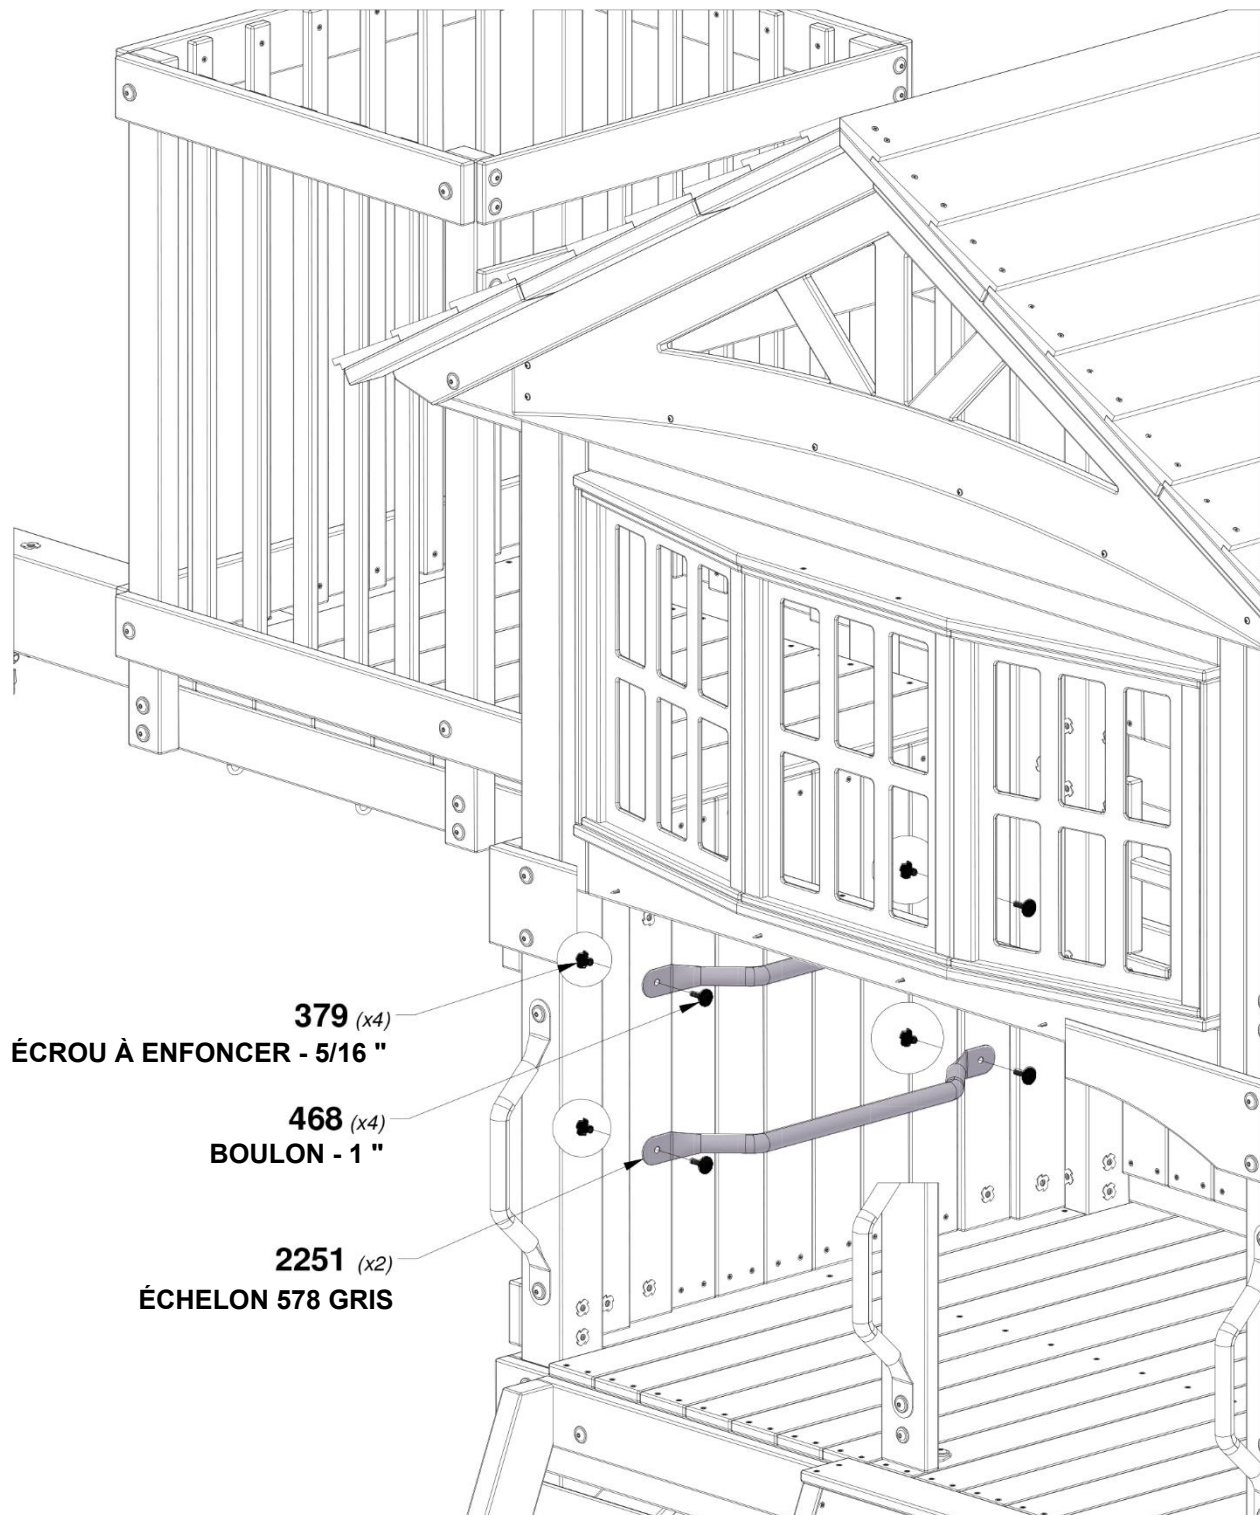 379 (x4)
ÉCROU À ENFONCER - 5/16 "
468 (x4)
BOULON - 1 "
2251 (x2)
ÉCHELON 578 GRIS